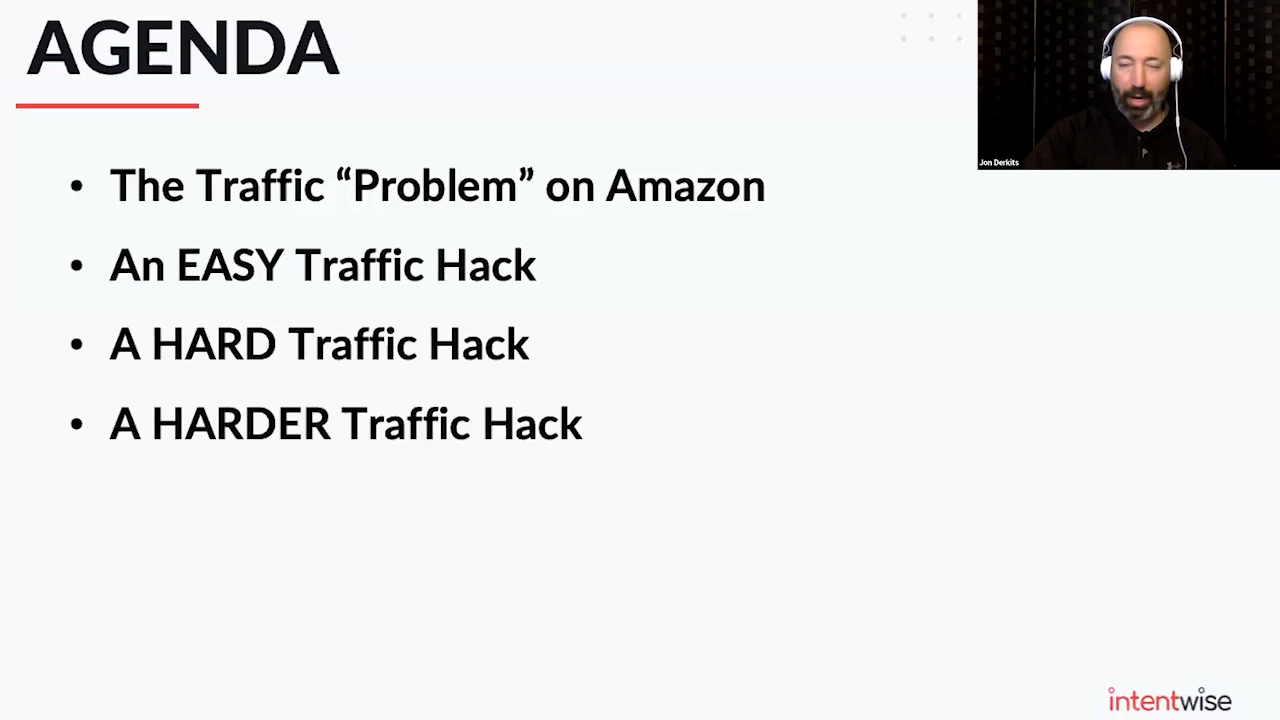 AGENDA
Jon Derkits
• The Traffic “Problem” on Amazon
• An EASY Traffic Hack
• A HARD Traffic Hack
• A HARDER Traffic Hack
intentwise